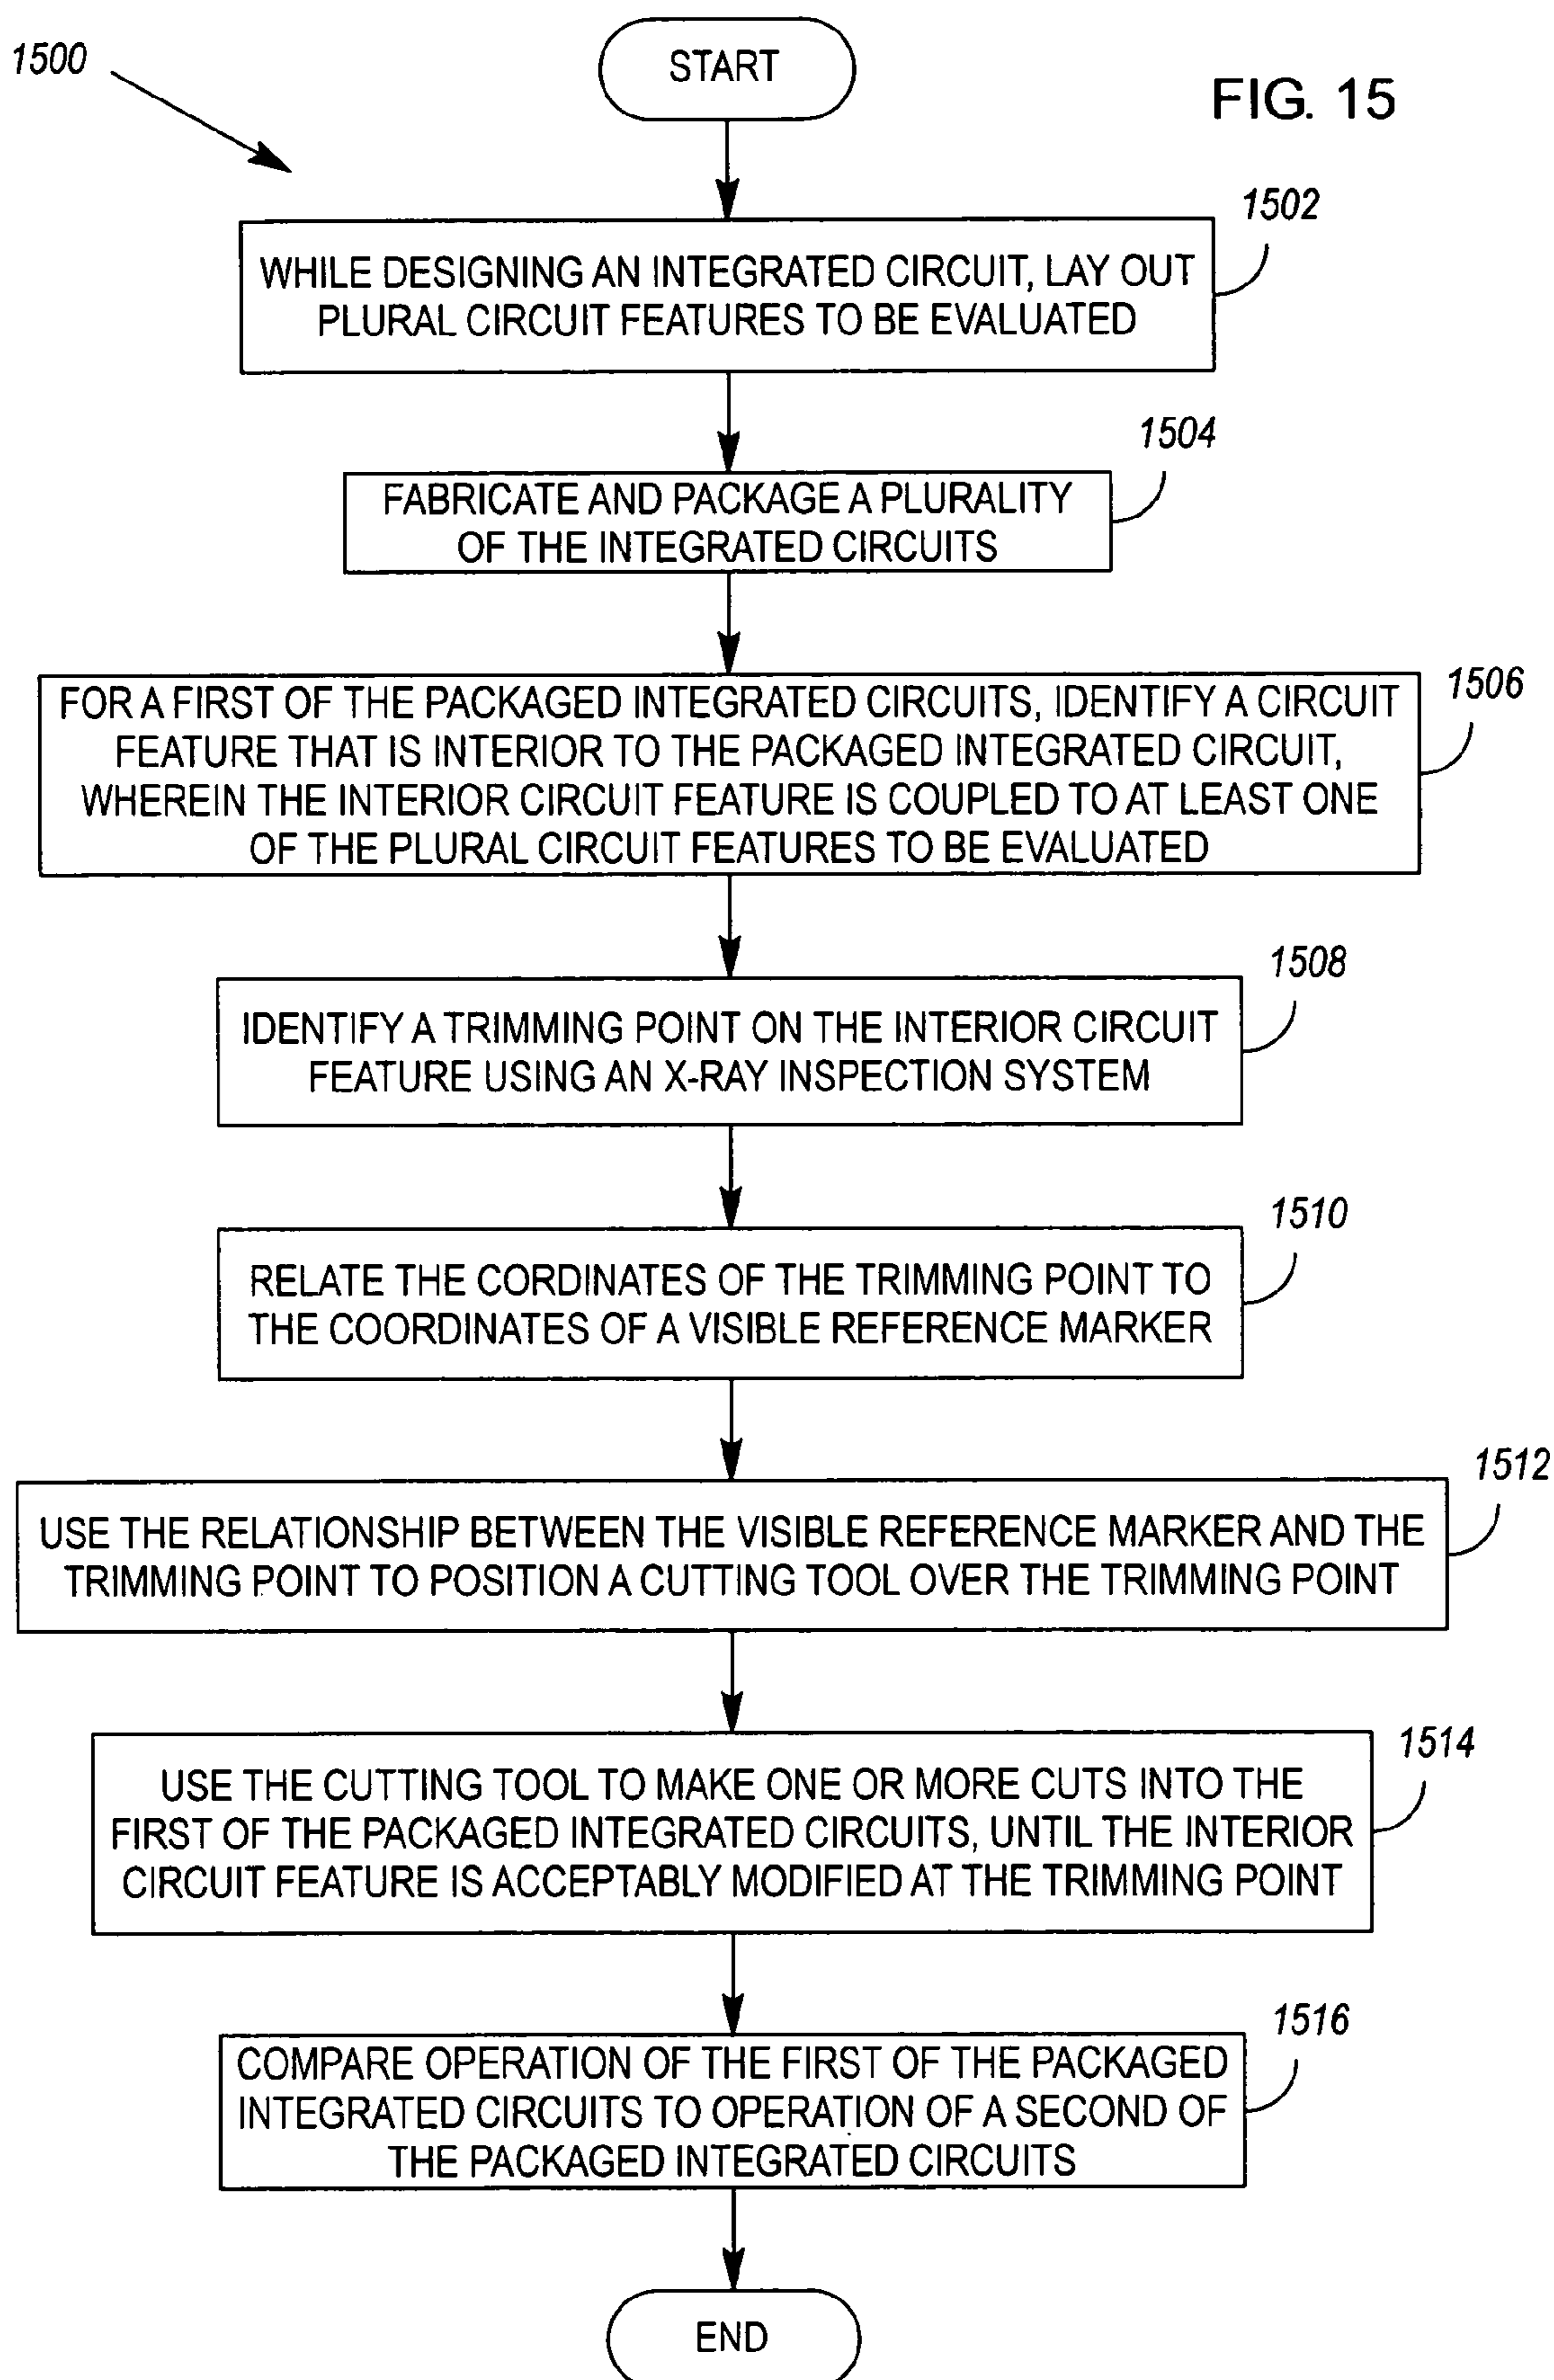 1500
START
FIG. 15
1502
WHILE DESIGNING AN INTEGRATED CIRCUIT, LAY OUT
PLURAL CIRCUIT FEATURES TO BE EVALUATED
1504
FABRICATE AND PACKAGE A PLURALITY
OF THE INTEGRATED CIRCUITS
1506
FOR A FIRST OF THE PACKAGED INTEGRATED CIRCUITS, IDENTIFY A CIRCUIT
FEATURE THAT IS INTERIOR TO THE PACKAGED INTEGRATED CIRCUIT,
WHEREIN THE INTERIOR CIRCUIT FEATURE IS COUPLED TO AT LEAST ONE
OF THE PLURAL CIRCUIT FEATURES TO BE EVALUATED
1508
IDENTIFY A TRIMMING POINT ON THE INTERIOR CIRCUIT
FEATURE USING AN X-RAY INSPECTION SYSTEM
1510
RELATE THE CORDINATES OF THE TRIMMING POINT TO
THE COORDINATES OF A VISIBLE REFERENCE MARKER
1512
USE THE RELATIONSHIP BETWEEN THE VISIBLE REFERENCE MARKER AND THE
TRIMMING POINT TO POSITION A CUTTING TOOL OVER THE TRIMMING POINT
1514
USE THE CUTTING TOOL TO MAKE ONE OR MORE CUTS INTO THE
FIRST OF THE PACKAGED INTEGRATED CIRCUITS, UNTIL THE INTERIOR
CIRCUIT FEATURE IS ACCEPTABLY MODIFIED AT THE TRIMMING POINT
1516
COMPARE OPERATION OF THE FIRST OF THE PACKAGED
INTEGRATED CIRCUITS TO OPERATION OF A SECOND OF
THE PACKAGED INTEGRATED CIRCUITS
END